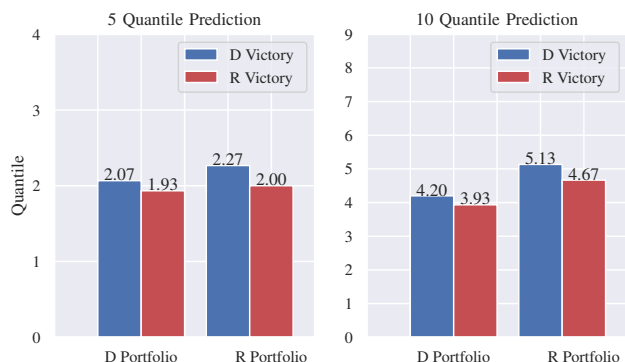 5 Quantile Prediction
4
3
2
1
0
Quantile
D Victory
R Victory
2.07
1.93
2.27
2.00
D Portfolio
R Portfolio
10 Quantile Prediction
9
8
7
6
5
4
3
2
1
0
D Victory
R Victory
4.20
3.93
5.13
4.67
D Portfolio
R Portfolio